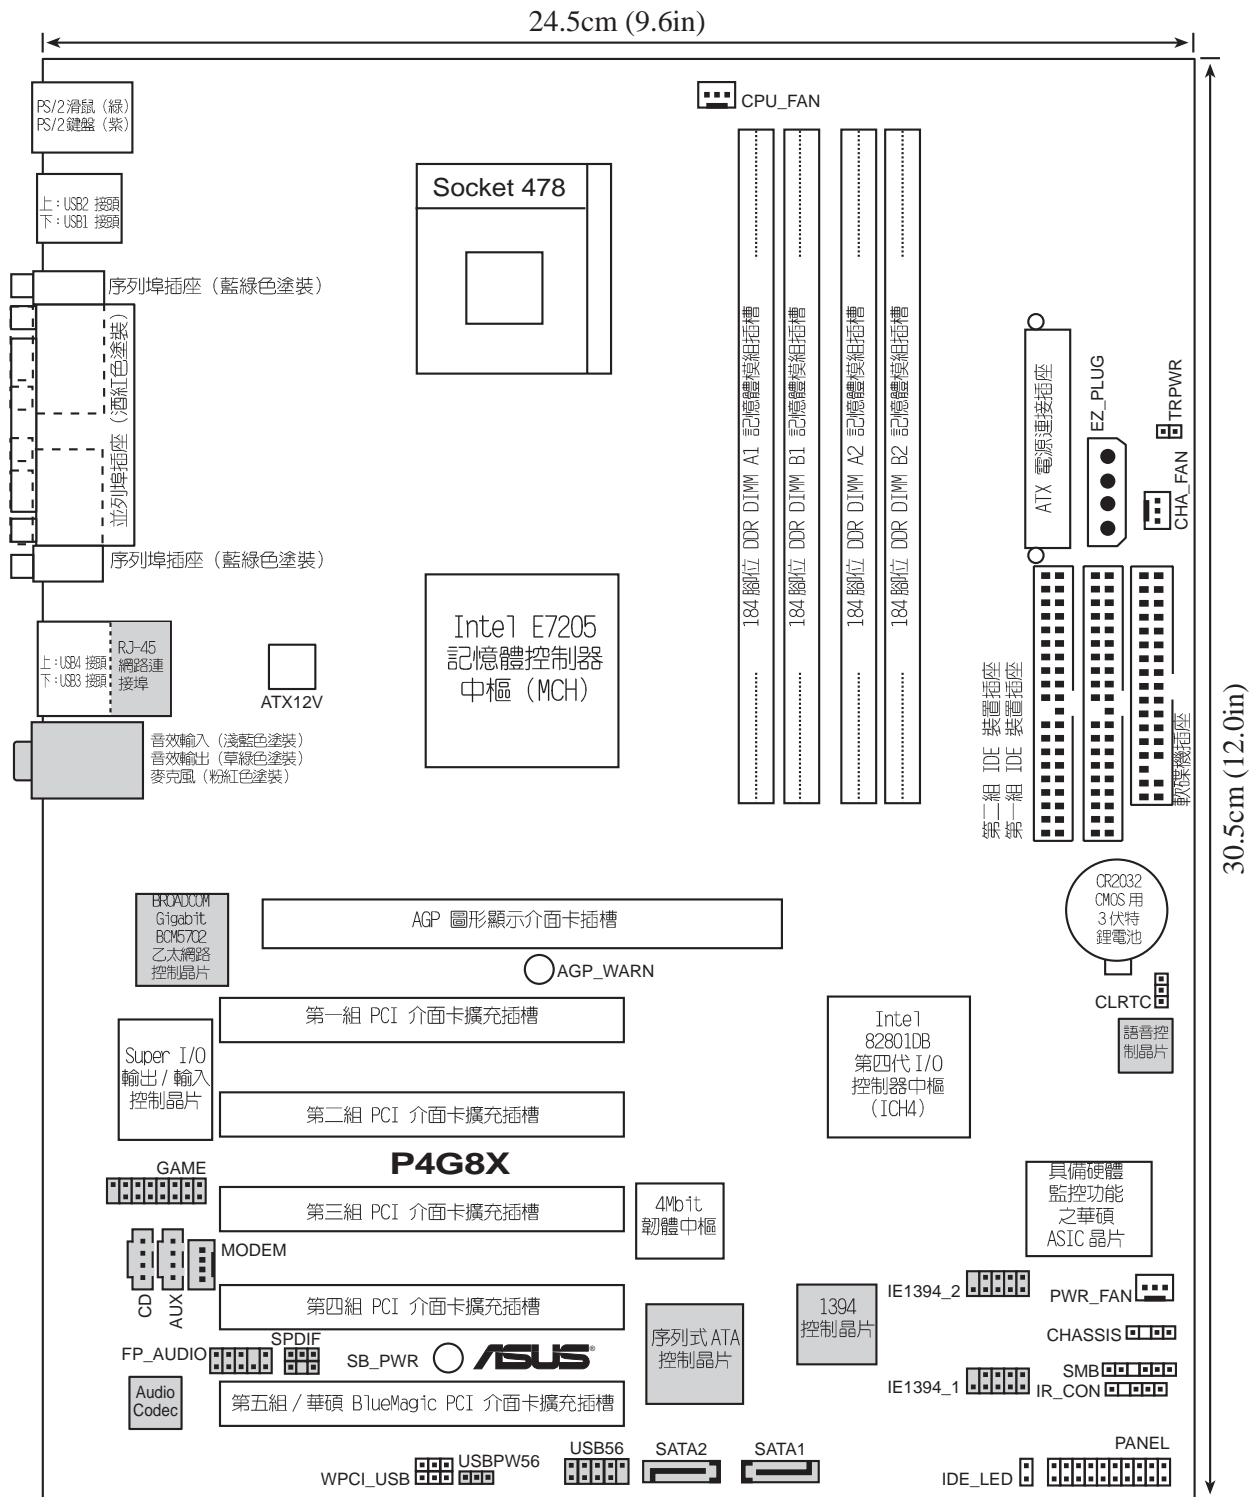 24.5cm (9.6in)
PS/2滑鼠（綠）
PS/2鍵盤（紫）
CPU_FAN
Socket 478
上：USB2 接頭
下：USB1 接頭
序列埠插座（藍綠色塗裝）
並列埠插座（酒紅色塗裝）
序列埠插座（藍綠色塗裝）
184 腳位 DDR DIMM A1 記憶體模組插槽
184 腳位 DDR DIMM B1 記憶體模組插槽
184 腳位 DDR DIMM A2 記憶體模組插槽
184 腳位 DDR DIMM B2 記憶體模組插槽
ATX 電源連接插座
EZ_PLUG
TRPWR
CHA_FAN
Intel E7205
記憶體控制器
中樞（MCH）
上：USB4 接頭
下：USB3 接頭
RJ-45
網路連
接埠
ATX12V
音效輸入（淺藍色塗裝）
音效輸出（草綠色塗裝）
麥克風（粉紅色塗裝）
第二組 IDE 裝置插座
第一組 IDE 裝置插座
軟碟機插座
30.5cm (12.0in)
BROADCOM
Gigabit
BCM5702
乙太網路
控制晶片
AGP 圖形顯示介面卡插槽
AGP_WARN
CR2032
CMOS 用
3 伏特
鋰電池
CLRTC
語音控
制晶片
第一組 PCI 介面卡擴充插槽
Super I/O
輸出 / 輸入
控制晶片
Intel
82801DB
第四代 I/O
控制器中樞
（ICH4）
第二組 PCI 介面卡擴充插槽
P4G8X
GAME
第三組 PCI 介面卡擴充插槽
4Mbit
韌體中樞
具備硬體
監控功能
之華碩
ASIC 晶片
MODEM
CD
AUX
第四組 PCI 介面卡擴充插槽
序列式 ATA
控制晶片
1394
控制晶片
IE1394_2
PWR_FAN
CHASSIS
SPDIF
FP_AUDIO
SB_PWR
ASUS®
SMB
IR_CON
IE1394_1
Audio
Codec
第五組 / 華碩 BlueMagic PCI 介面卡擴充插槽
WPCI_USB
USBPW56
USB56
SATA2
SATA1
IDE_LED
PANEL